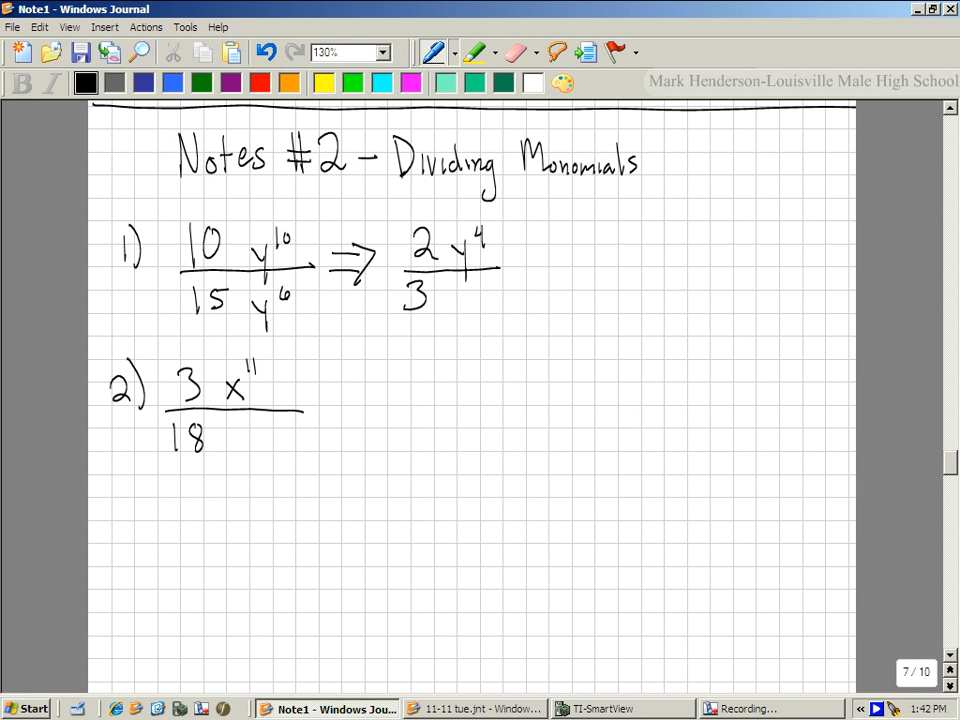 Note1 - Windows Journal
File Edit View Insert Actions Tools Help
130%
B I
Mark Henderson-Louisville Male High School
Notes #2 - Dividing Monomials
1) 10 y^10 ⇒ 2 y^4
15 y^6 3
2) 3 x^11
18
7 / 10
Start Note1 - Windows Jou... 11-11 tue.jnt - Window... TI-SmartView Recording... « 1:42 PM